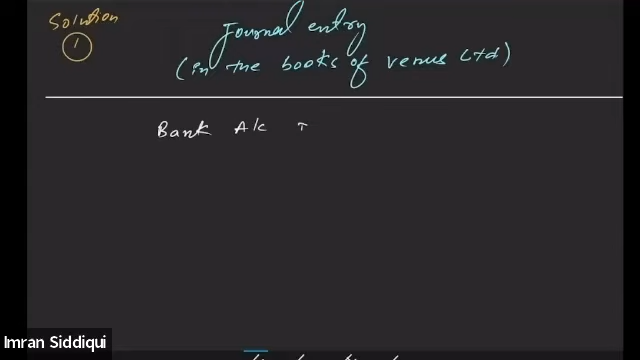 Solution
1
Journal entry
(in the books of Venus Ltd)
Bank A/c
Imran Siddiqui